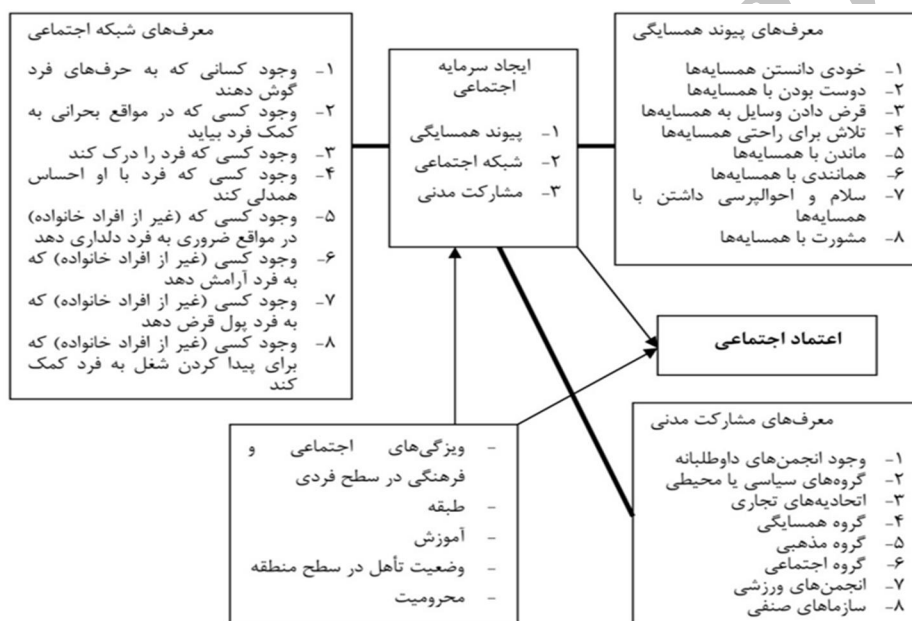 معرف‌های پیوند همسایگی
۱- خودی دانستن همسایه‌ها
۲- دوست بودن با همسایه‌ها
۳- قرض دادن وسایل به همسایه‌ها
۴- تلاش برای راحتی همسایه‌ها
۵- ماندن با همسایه‌ها
۶- همانندی با همسایه‌ها
۷- سلام و احوالپرسی داشتن با
همسایه‌ها
۸- مشورت با همسایه‌ها
ایجاد سرمایه
اجتماعی
۱- پیوند همسایگی
۲- شبکه اجتماعی
۳- مشارکت مدنی
معرف‌های شبکه اجتماعی
۱- وجود کسانی که به حرف‌های فرد
گوش دهند
۲- وجود کسی که در مواقع بحرانی به
کمک فرد بیاید
۳- وجود کسی که فرد را درک کند
۴- وجود کسی که فرد با او احساس
همدلی کند
۵- وجود کسی که (غیر از افراد خانواده)
در مواقع ضروری به فرد دلداری دهد
۶- وجود کسی (غیر از افراد خانواده) که
به فرد آرامش دهد
۷- وجود کسی (غیر از افراد خانواده) که
به فرد پول قرض دهد
۸- وجود کسی (غیر از افراد خانواده) که
برای پیدا کردن شغل به فرد کمک
کند
اعتماد اجتماعی
معرف‌های مشارکت مدنی
۱- وجود انجمن‌های داوطلبانه
۲- گروه‌های سیاسی یا محیطی
۳- اتحادیه‌های تجاری
۴- گروه همسایگی
۵- گروه مذهبی
۶- گروه اجتماعی
۷- انجمن‌های ورزشی
۸- سازماهای صنفی
- ویژگی‌های اجتماعی و
فرهنگی در سطح فردی
- طبقه
- آموزش
- وضعیت تأهل در سطح منطقه
- محرومیت